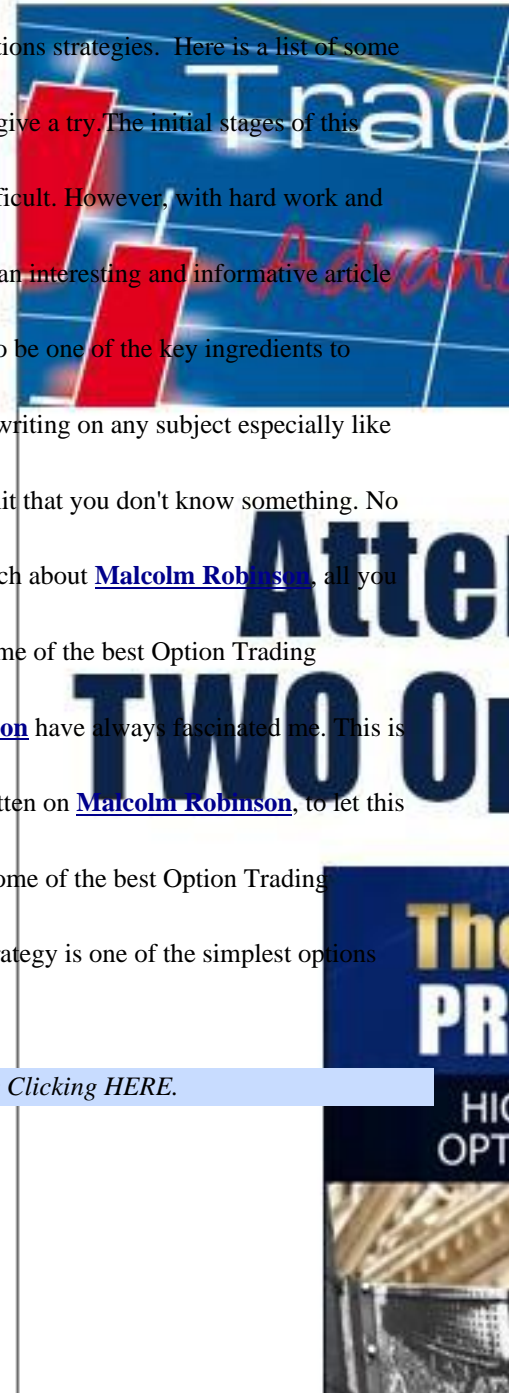 tions strategies.  Here is a list of some
Trad
give a try.The initial stages of this
ficult. However, with hard work and
Advanc
an interesting and informative article
o be one of the key ingredients to
writing on any subject especially like
it that you don't know something. No
Atte
ch about Malcolm Robinson, all you
me of the best Option Trading
TWO Op
on have always fascinated me. This is
tten on Malcolm Robinson, to let this
ome of the best Option Trading
The
rategy is one of the simplest options
PR
Clicking HERE.
HIG
OPT